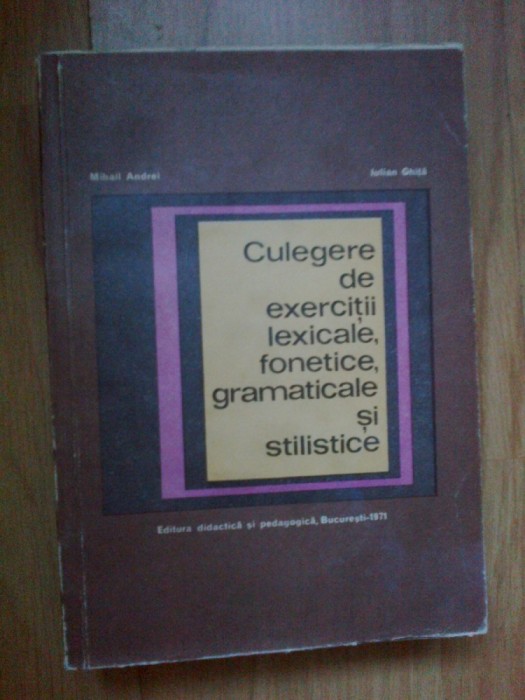 Mihail Andrei
Iulian Ghiță
Culegere
de
exerciții
lexicale,
fonetice,
gramaticale
și
stilistice
Editura didactică și pedagogică, București-1971